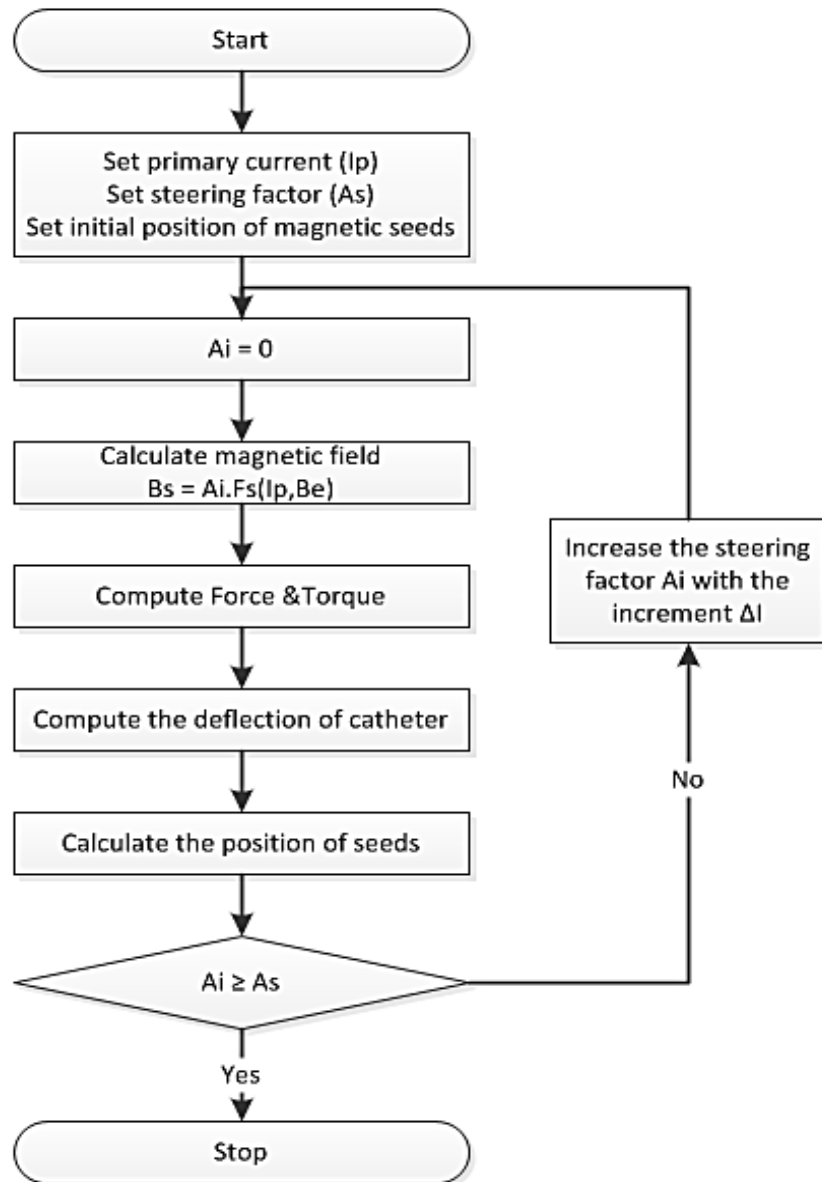 Start
Set primary current (Ip)
Set steering factor (As)
Set initial position of magnetic seeds
Ai = 0
Calculate magnetic field
Bs = Ai.Fs(Ip,Be)
Increase the steering
factor Ai with the
increment ΔI
Compute Force &Torque
Compute the deflection of catheter
No
Calculate the position of seeds
Ai ≥ As
Yes
Stop